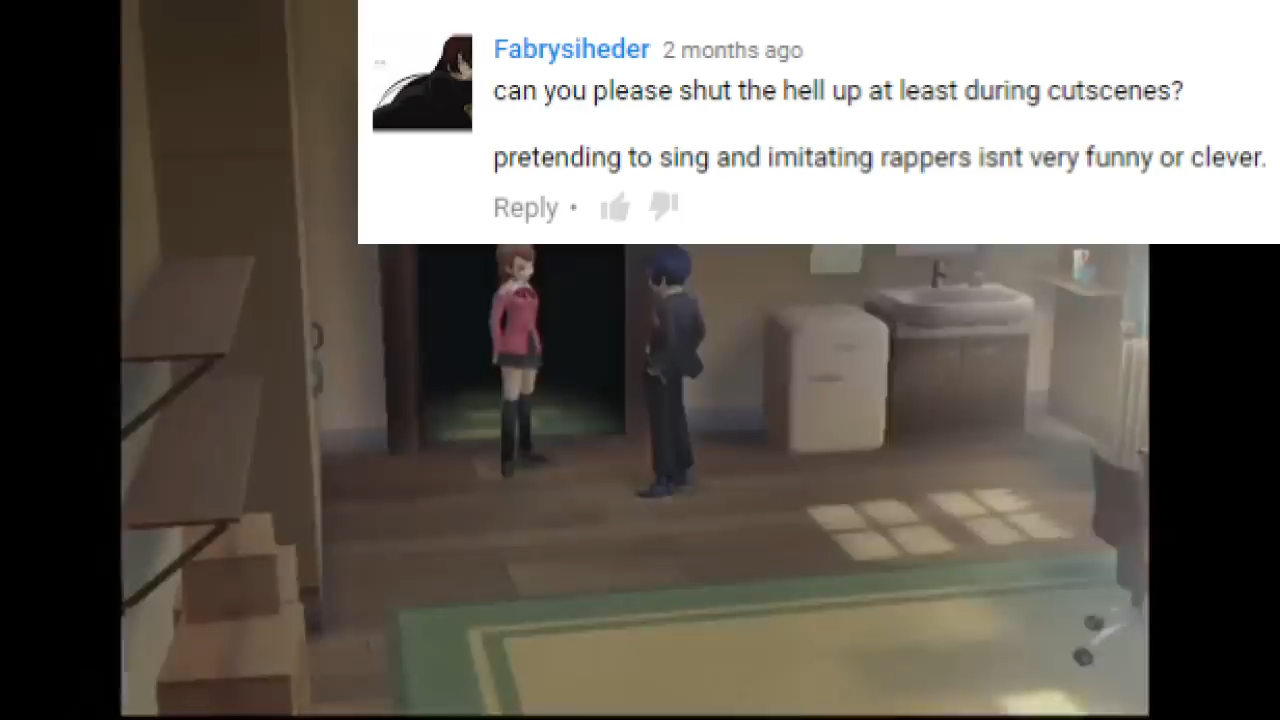 Fabrysiheder 2 months ago
can you please shut the hell up at least during cutscenes?
pretending to sing and imitating rappers isnt very funny or clever.
Reply •